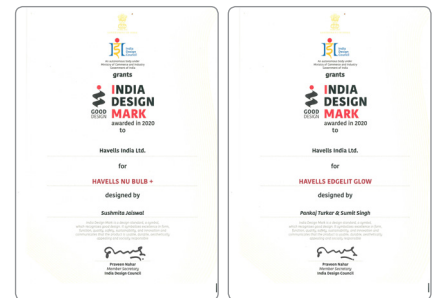 India
Design
Council
An autonomous body under
Ministry of Commerce and Industry
Government of India
grants
GOOD
DESIGN
INDIA
DESIGN
MARK
awarded in 2020
to
Havells India Ltd.
for
HAVELLS NU BULB +
designed by
Sushmita Jaiswal
Praveen Nahar
Member Secretary
India Design Council
India
Design
Council
An autonomous body under
Ministry of Commerce and Industry
Government of India
grants
GOOD
DESIGN
INDIA
DESIGN
MARK
awarded in 2020
to
Havells India Ltd.
for
HAVELLS EDGELIT GLOW
designed by
Pankaj Turkar & Sumit Singh
Praveen Nahar
Member Secretary
India Design Council